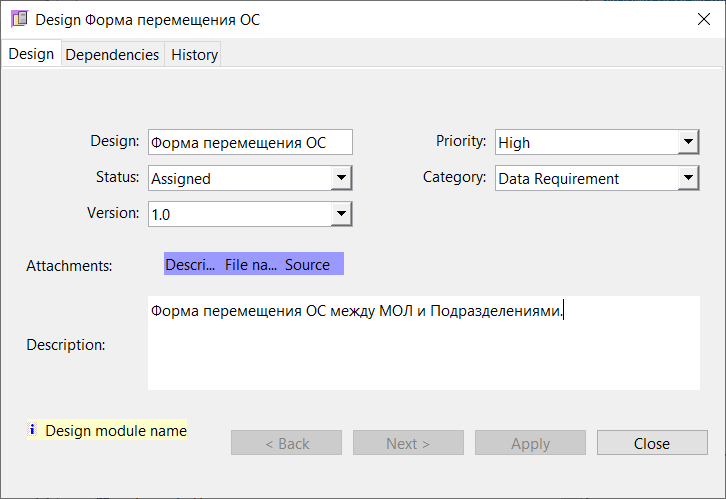 Design Форма перемещения ОС
Design Dependencies History
Design: Форма перемещения ОС Priority: High
Status: Assigned Category: Data Requirement
Version: 1.0
Attachments: Descri... File na... Source
Форма перемещения ОС между МОЛ и Подразделениями.
Description:
i Design module name
< Back Next > Apply Close